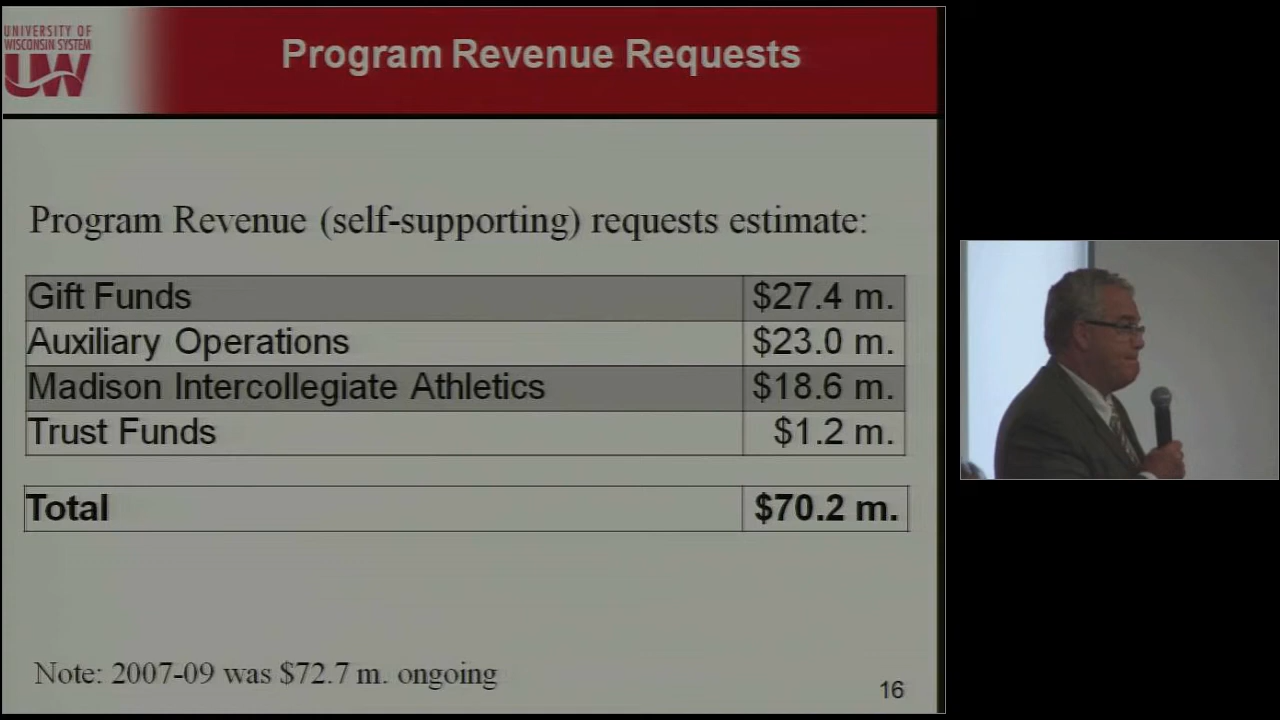 UNIVERSITY OF
WISCONSIN SYSTEM
UW
Program Revenue Requests
Program Revenue (self-supporting) requests estimate:
Gift Funds $27.4 m.
Auxiliary Operations $23.0 m.
Madison Intercollegiate Athletics $18.6 m.
Trust Funds $1.2 m.
Total $70.2 m.
Note: 2007-09 was $72.7 m. ongoing
16